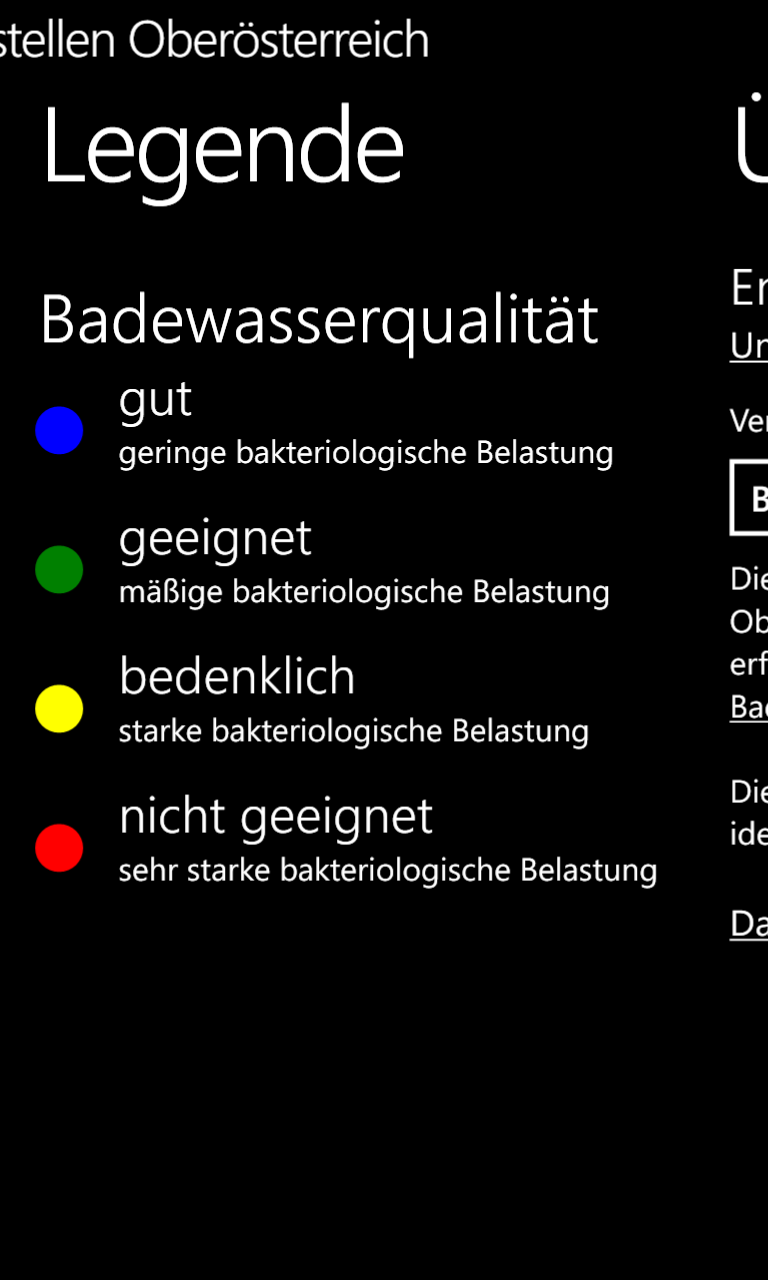 stellen Oberösterreich
Legende
Badewasserqualität
gut
geringe bakteriologische Belastung
geeignet
mäßige bakteriologische Belastung
bedenklich
starke bakteriologische Belastung
nicht geeignet
sehr starke bakteriologische Belastung
Ü
Un
Ver
B
Die
Ob
erf
Bad
Die
ide
Da